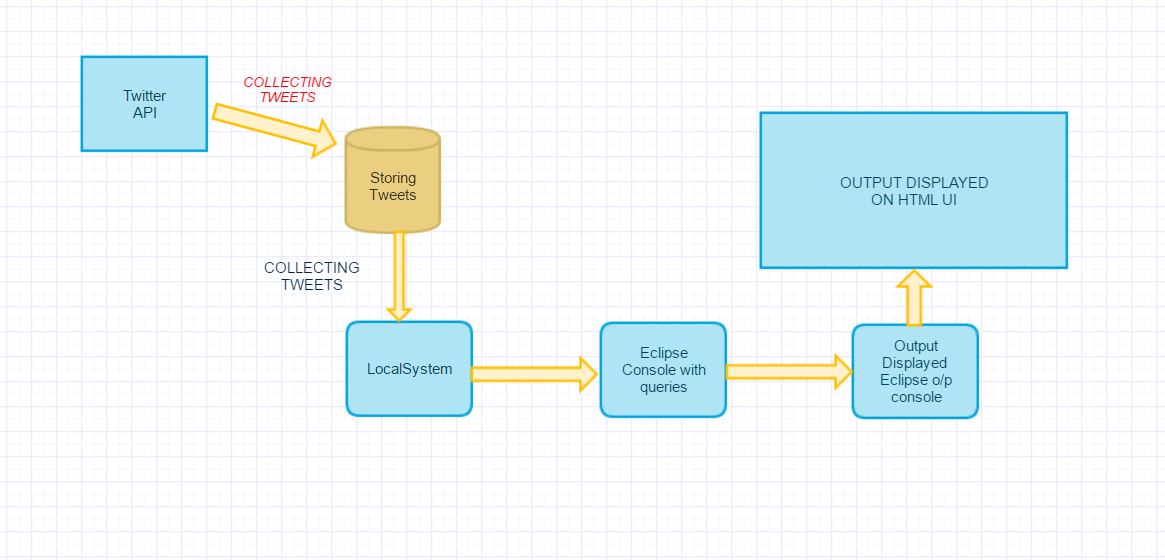 Twitter
API
COLLECTING
TWEETS
Storing
Tweets
COLLECTING
TWEETS
LocalSystem
Eclipse
Console with
queries
Output
Displayed
Eclipse o/p
console
OUTPUT DISPLAYED
ON HTML UI